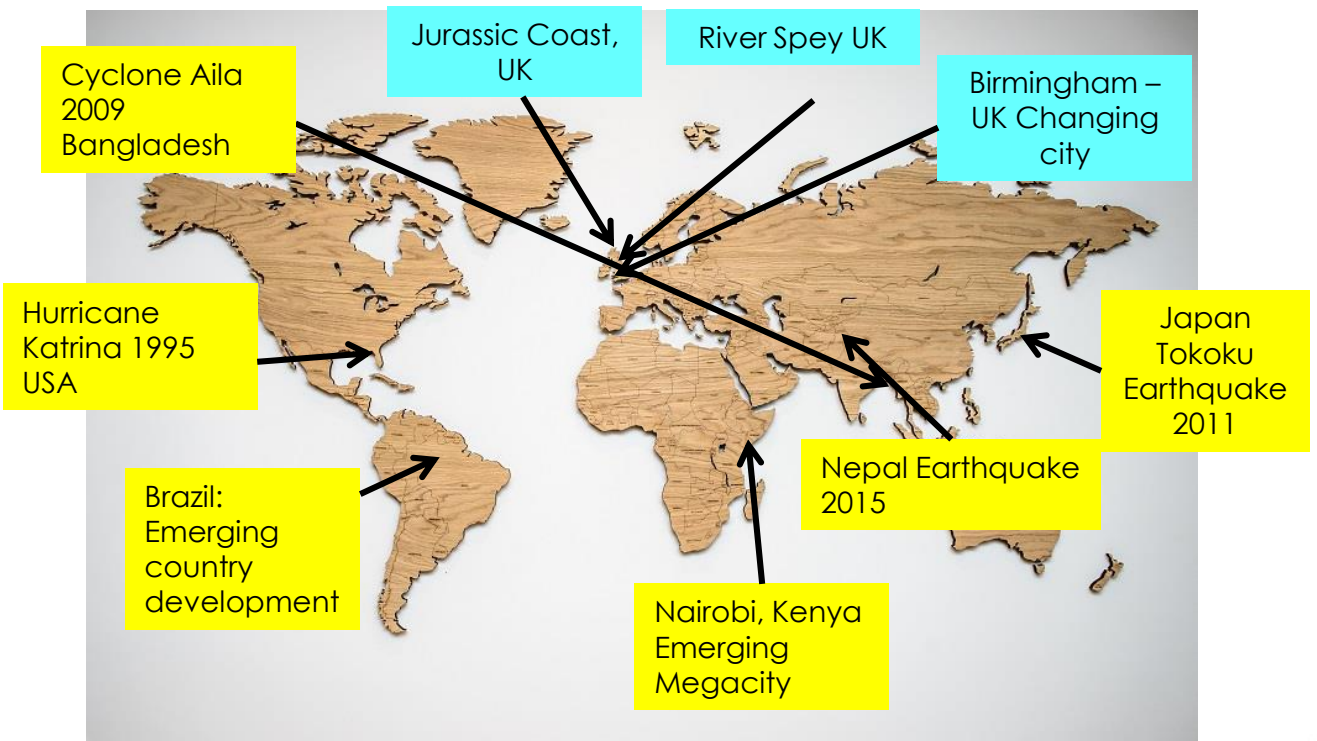 Jurassic Coast,
UK
River Spey UK
Cyclone Aila
2009
Bangladesh
Birmingham –
UK Changing
city
Hurricane
Katrina 1995
USA
Japan
Tokoku
Earthquake
2011
Nepal Earthquake
2015
Brazil:
Emerging
country
development
Nairobi, Kenya
Emerging
Megacity